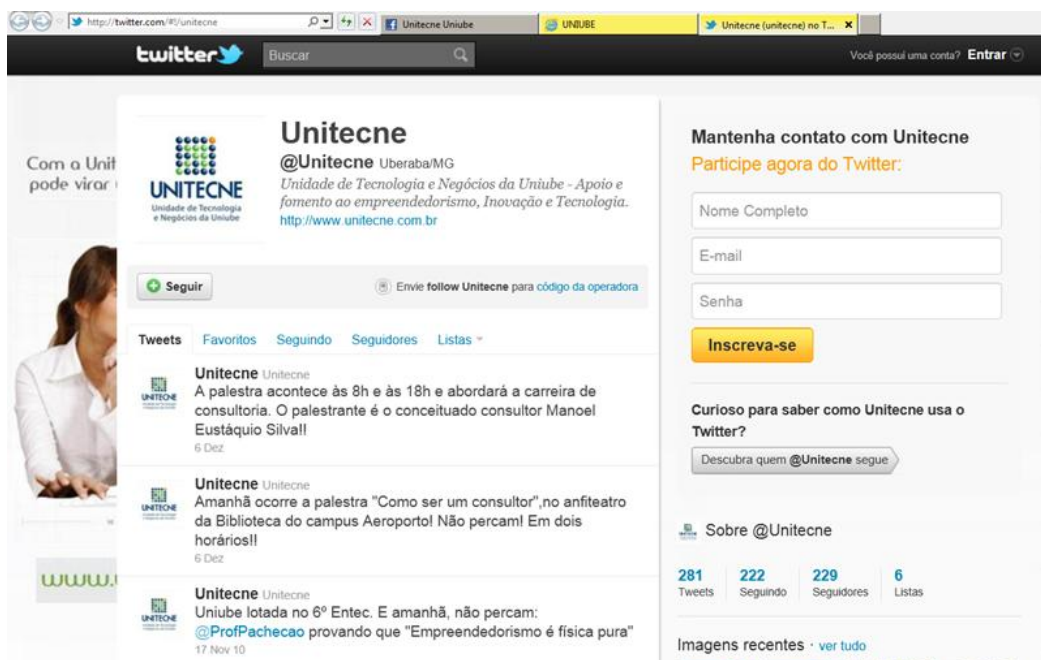 http://twitter.com/#!/unitecne
Unitecne Uniube
UNIUBE
Unitecne (unitecne) no T...
twitter
Buscar
Você possui uma conta? Entrar
Com a Unit
pode virar
www.
UNITECNE
Unidade de Tecnologia
e Negócios da Uniube
Unitecne
@Unitecne Uberaba/MG
Unidade de Tecnologia e Negócios da Uniube - Apoio e
fomento ao empreendedorismo, Inovação e Tecnologia.
http://www.unitecne.com.br
Seguir
Envie follow Unitecne para código da operadora
Tweets Favoritos Seguindo Seguidores Listas
UNITECNE
Unitecne Unitecne
A palestra acontece às 8h e às 18h e abordará a carreira de
consultoria. O palestrante é o conceituado consultor Manoel
Eustáquio Silva!!
6 Dez
UNITECNE
Unitecne Unitecne
Amanhã ocorre a palestra "Como ser um consultor",no anfiteatro
da Biblioteca do campus Aeroporto! Não percam! Em dois
horários!!
6 Dez
UNITECNE
Unitecne Unitecne
Uniube lotada no 6º Entec. E amanhã, não percam:
@ProfPachecao provando que "Empreendedorismo é física pura"
17 Nov 10
Mantenha contato com Unitecne
Participe agora do Twitter:
Nome Completo
E-mail
Senha
Inscreva-se
Curioso para saber como Unitecne usa o
Twitter?
Descubra quem @Unitecne segue
Sobre @Unitecne
281 222 229 6
Tweets Seguindo Seguidores Listas
Imagens recentes · ver tudo